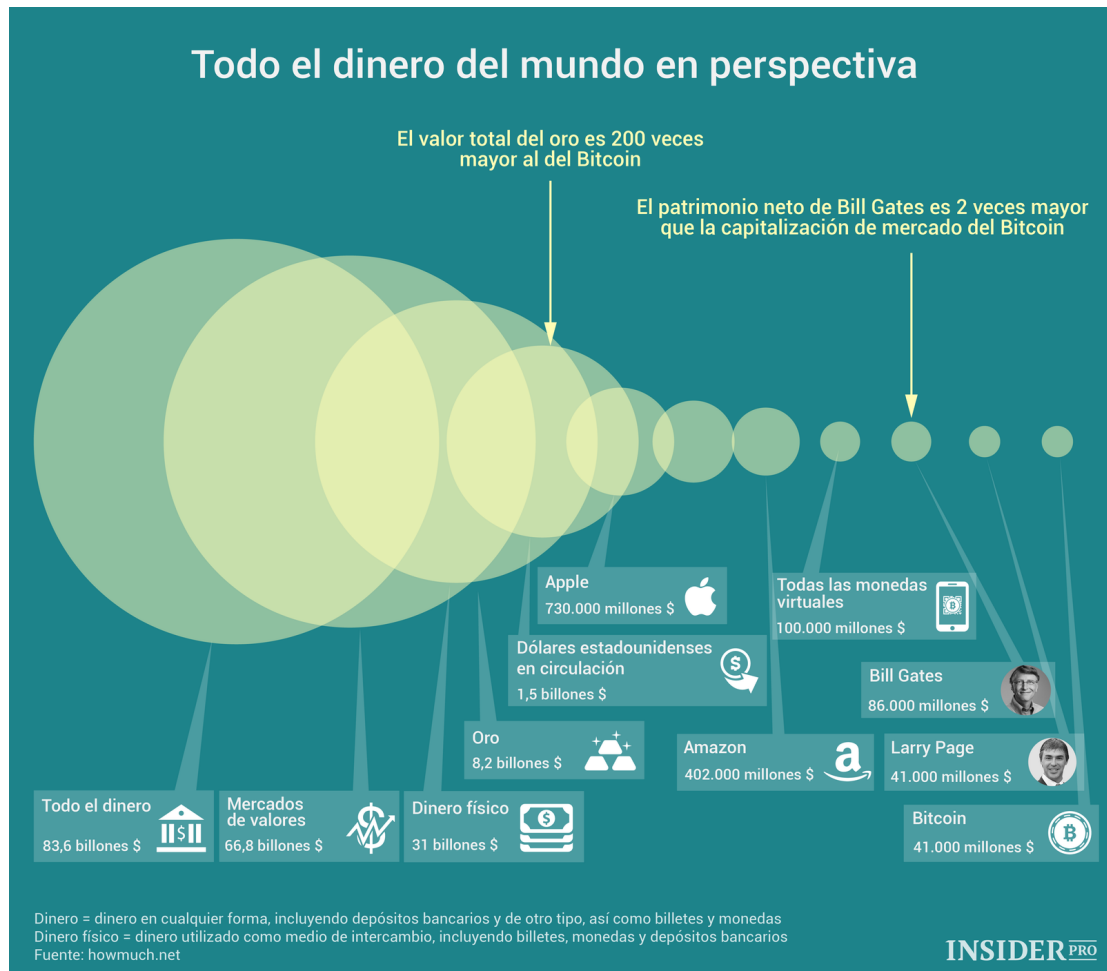 Todo el dinero del mundo en perspectiva
El valor total del oro es 200 veces
mayor al del Bitcoin
El patrimonio neto de Bill Gates es 2 veces mayor
que la capitalización de mercado del Bitcoin
Apple
730.000 millones $
Todas las monedas
virtuales
100.000 millones $
Dólares estadounidenses
en circulación
1,5 billones $
Bill Gates
86.000 millones $
Oro
8,2 billones $
Amazon
402.000 millones $
a
Larry Page
41.000 millones $
Todo el dinero
83,6 billones $
Mercados
de valores
66,8 billones $
Dinero físico
31 billones $
Bitcoin
41.000 millones $
Dinero = dinero en cualquier forma, incluyendo depósitos bancarios y de otro tipo, así como billetes y monedas
Dinero físico = dinero utilizado como medio de intercambio, incluyendo billetes, monedas y depósitos bancarios
Fuente: howmuch.net
INSIDER PRO